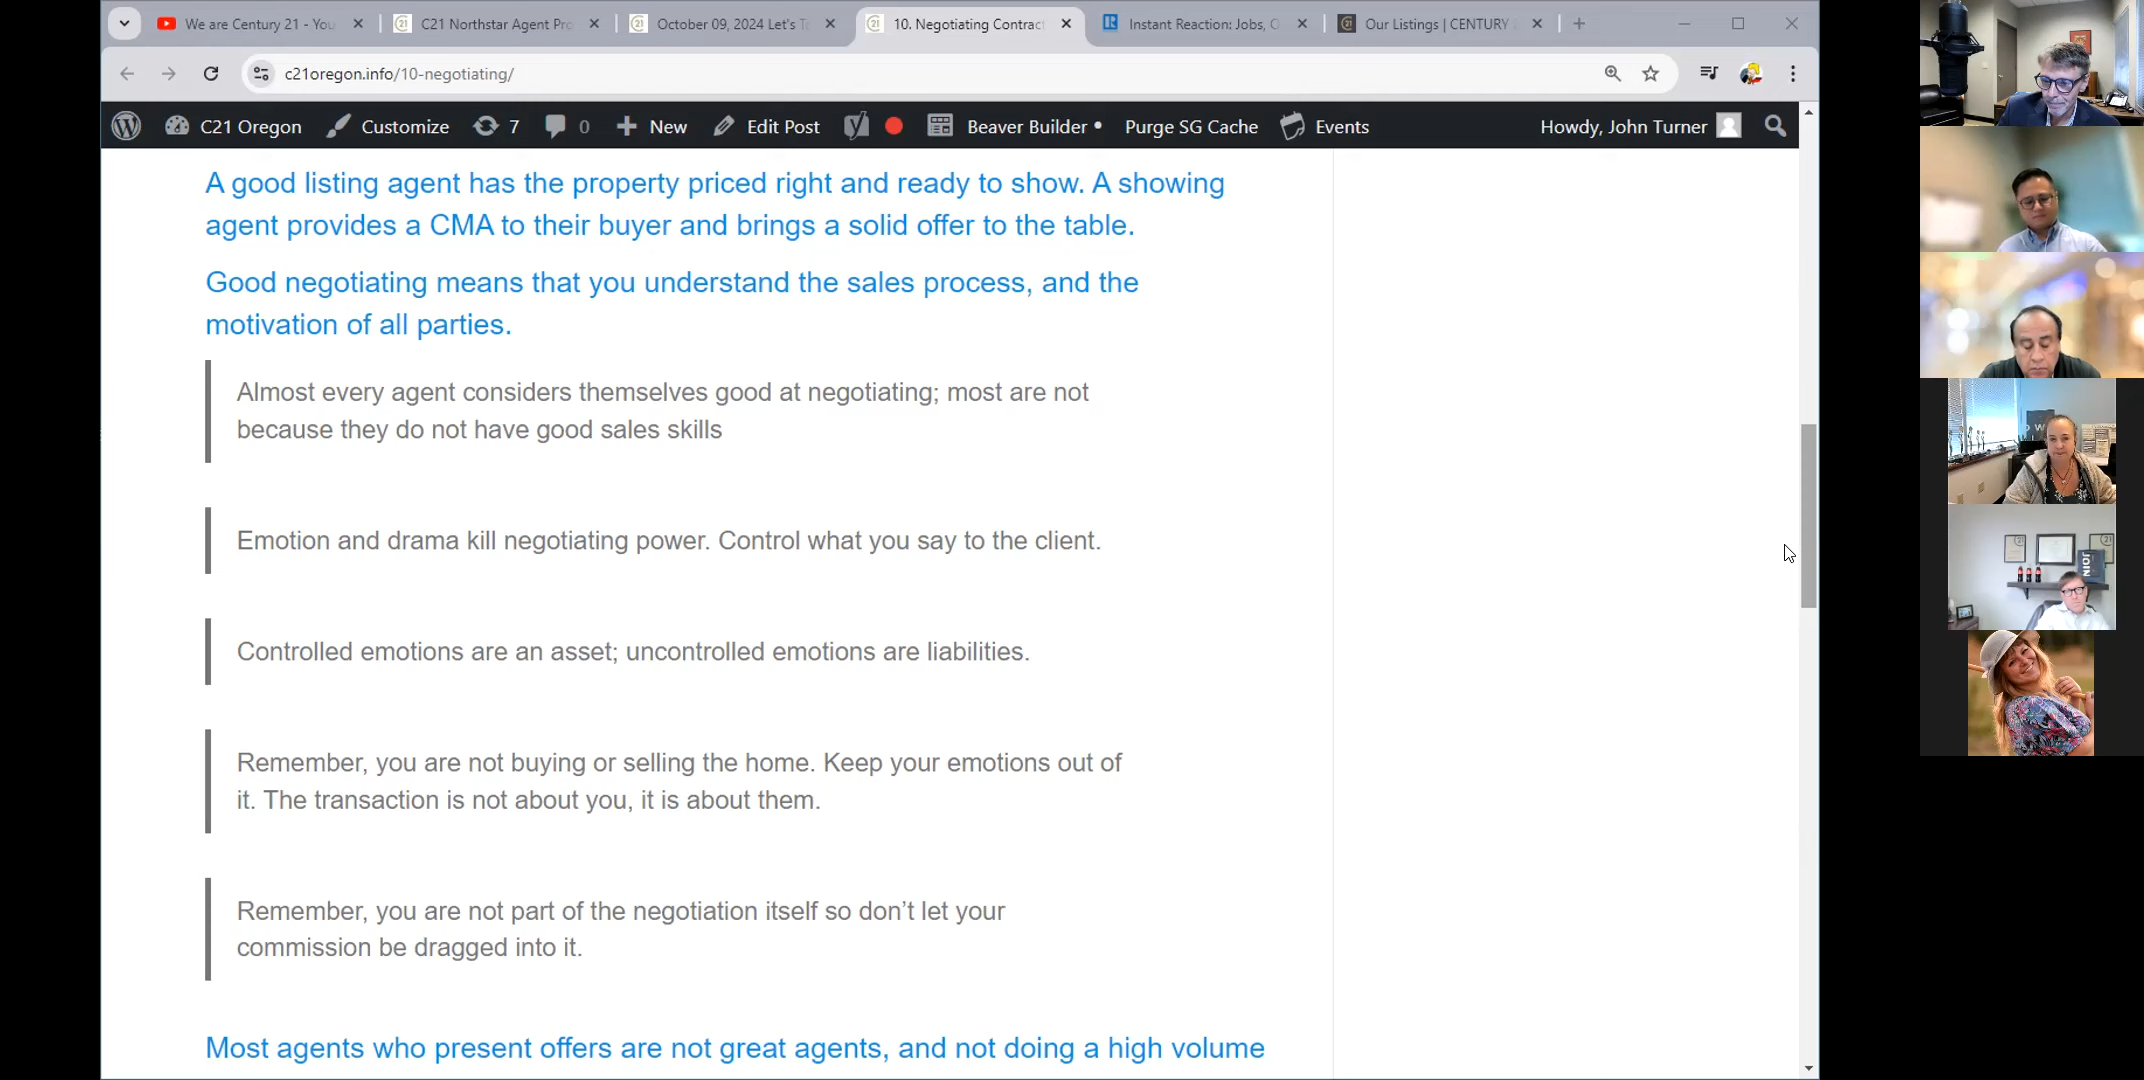 We are Century 21 - You
C21 Northstar Agent Pro
October 09, 2024 Let's Te
10. Negotiating Contract
Instant Reaction: Jobs, O
Our Listings | CENTURY
c21oregon.info/10-negotiating/
C21 Oregon
Customize
7
0
New
Edit Post
Beaver Builder
Purge SG Cache
Events
Howdy, John Turner
A good listing agent has the property priced right and ready to show. A showing
agent provides a CMA to their buyer and brings a solid offer to the table.
Good negotiating means that you understand the sales process, and the
motivation of all parties.
Almost every agent considers themselves good at negotiating; most are not
because they do not have good sales skills
Emotion and drama kill negotiating power. Control what you say to the client.
Controlled emotions are an asset; uncontrolled emotions are liabilities.
Remember, you are not buying or selling the home. Keep your emotions out of
it. The transaction is not about you, it is about them.
Remember, you are not part of the negotiation itself so don’t let your
commission be dragged into it.
Most agents who present offers are not great agents, and not doing a high volume
JOIN